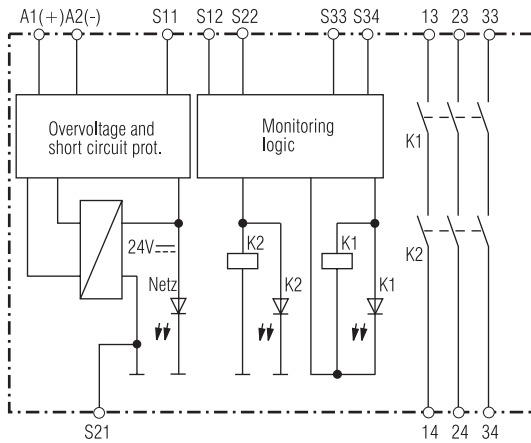 A1(+) A2(-) S11 S12 S22 S33 S34 13 23 33
Overvoltage and
short circuit prot.
Monitoring
logic
K1
24V
K2
K1
K2
Netz
K2
K1
S21
14 24 34